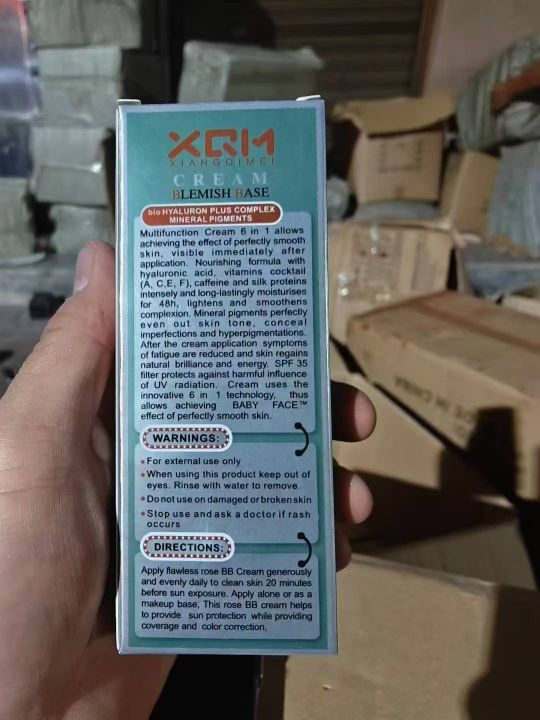 XQM
XIANGQIMEI
CREAM
BLEMISH BASE
bio HYALURON PLUS COMPLEX
MINERAL PIGMENTS
Multifunction Cream 6 in 1 allows
achieving the effect of perfectly smooth
skin, visible immediately after
application. Nourishing formula with
hyaluronic acid, vitamins cocktail
(A, C,E, F), caffeine and silk proteins
intensely and long-lastingly moisturises
for 48h, lightens and smoothens
complexion. Mineral pigments perfectly
even out skin tone, conceal
imperfections and hyperpigmentations.
After the cream application symptoms
of fatigue are reduced and skin regains
natural brilliance and energy. SPF 35
filter protects against harmful influence
of UV radiation. Cream uses the
innovative 6 in 1 technology, thus
allows achieving BABY FACE™
effect of perfectly smooth skin.
WARNINGS:
• For external use only
• When using this product keep out of
eyes. Rinse with water to remove.
• Do not use on damaged or broken skin
• Stop use and ask a doctor if rash
occurs
DIRECTIONS:
Apply flawless rose BB Cream generously
and evenly daily to clean skin 20 minutes
before sun exposure. Apply alone or as a
makeup base, This rose BB cream helps
to provide sun protection while providing
coverage and color correction,
IN CHINA